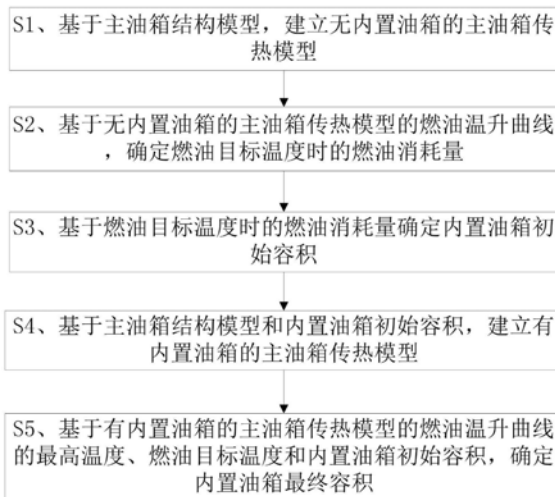 S1、基于主油箱结构模型，建立无内置油箱的主油箱传
热模型
S2、基于无内置油箱的主油箱传热模型的燃油温升曲线
，确定燃油目标温度时的燃油消耗量
S3、基于燃油目标温度时的燃油消耗量确定内置油箱初
始容积
S4、基于主油箱结构模型和内置油箱初始容积，建立有
内置油箱的主油箱传热模型
S5、基于有内置油箱的主油箱传热模型的燃油温升曲线
的最高温度、燃油目标温度和内置油箱初始容积，确定
内置油箱最终容积